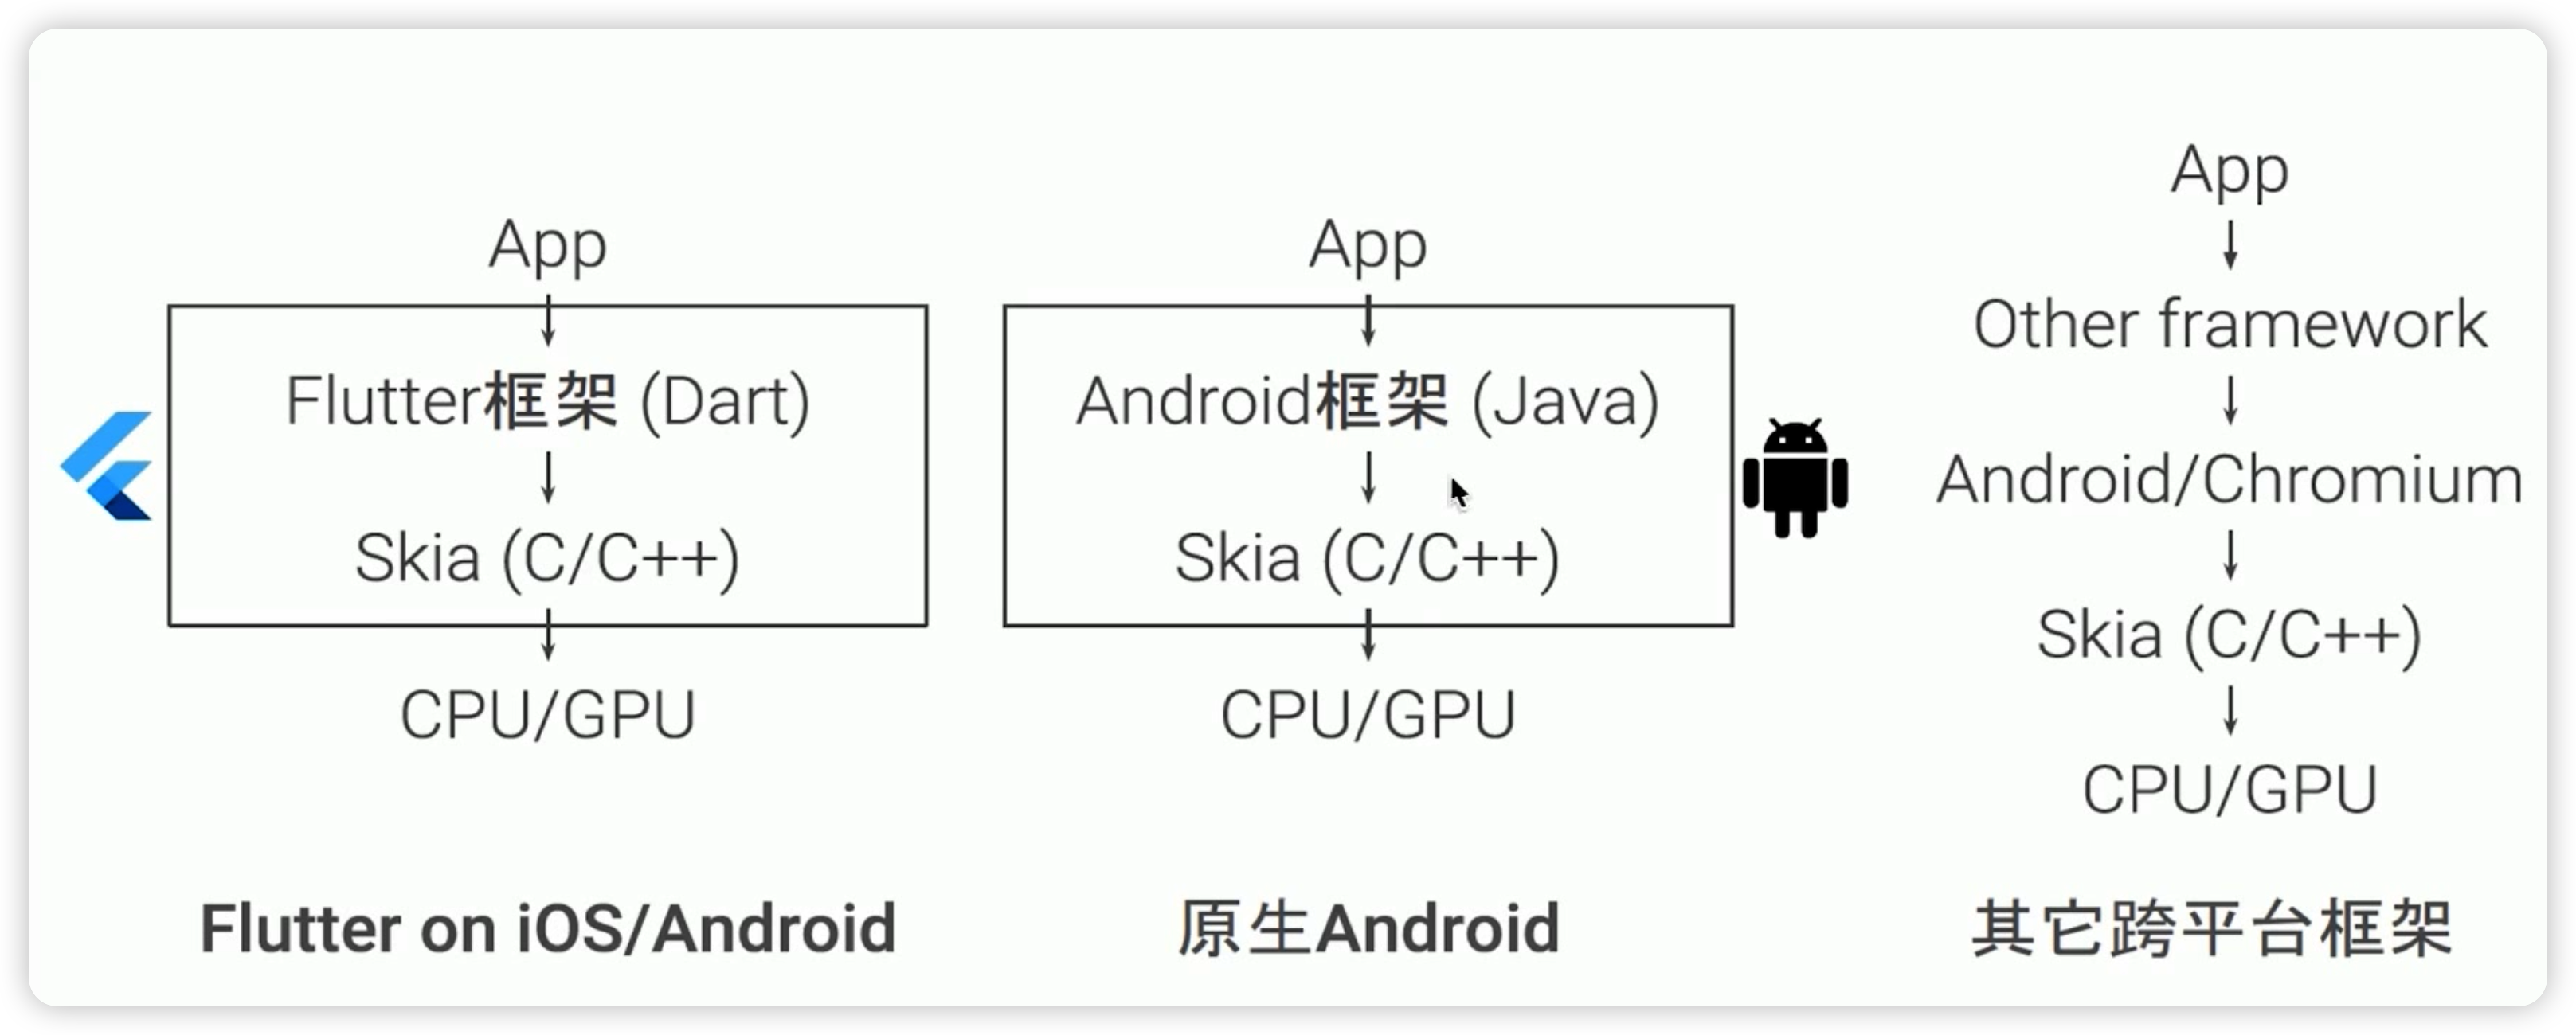 App
Flutter框架 (Dart)
Skia (C/C++)
CPU/GPU
Flutter on iOS/Android
App
Android框架 (Java)
Skia (C/C++)
CPU/GPU
原生Android
App
Other framework
Android/Chromium
Skia (C/C++)
CPU/GPU
其它跨平台框架